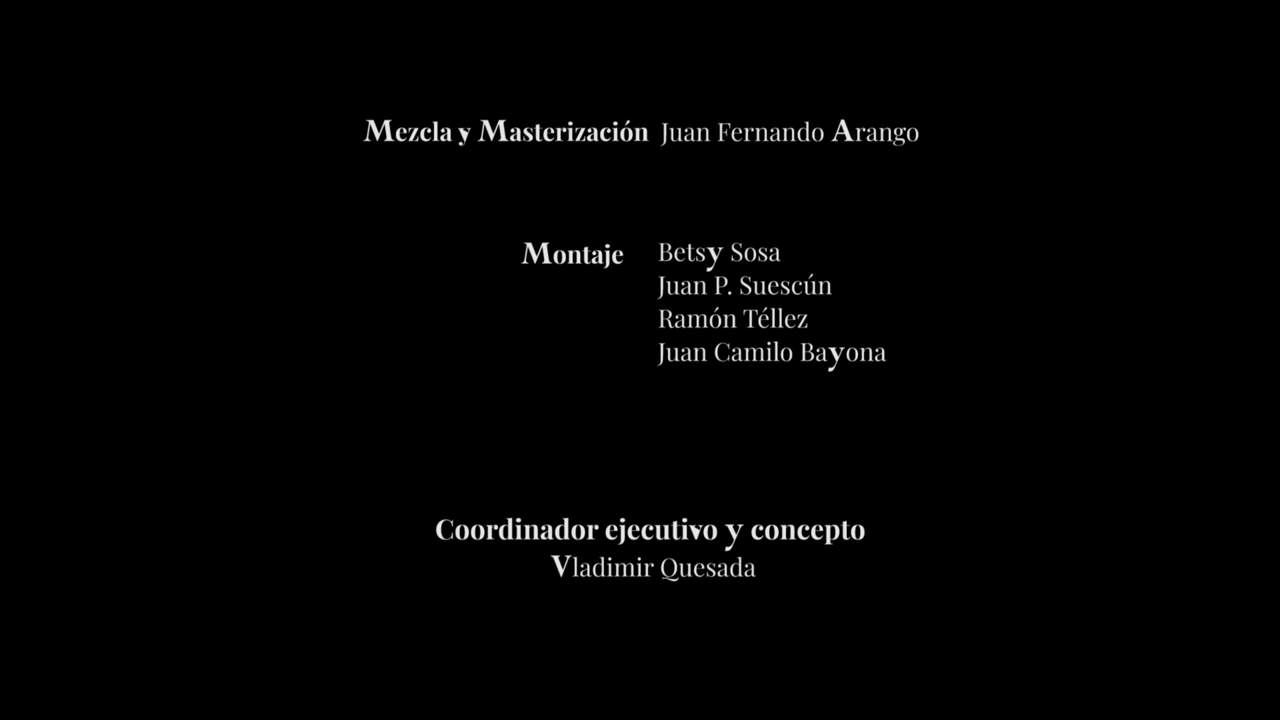 Mezcla y Masterización Juan Fernando Arango
Montaje Betsy Sosa
Juan P. Suescún
Ramón Téllez
Juan Camilo Bayona
Coordinador ejecutivo y concepto
Vladimir Quesada